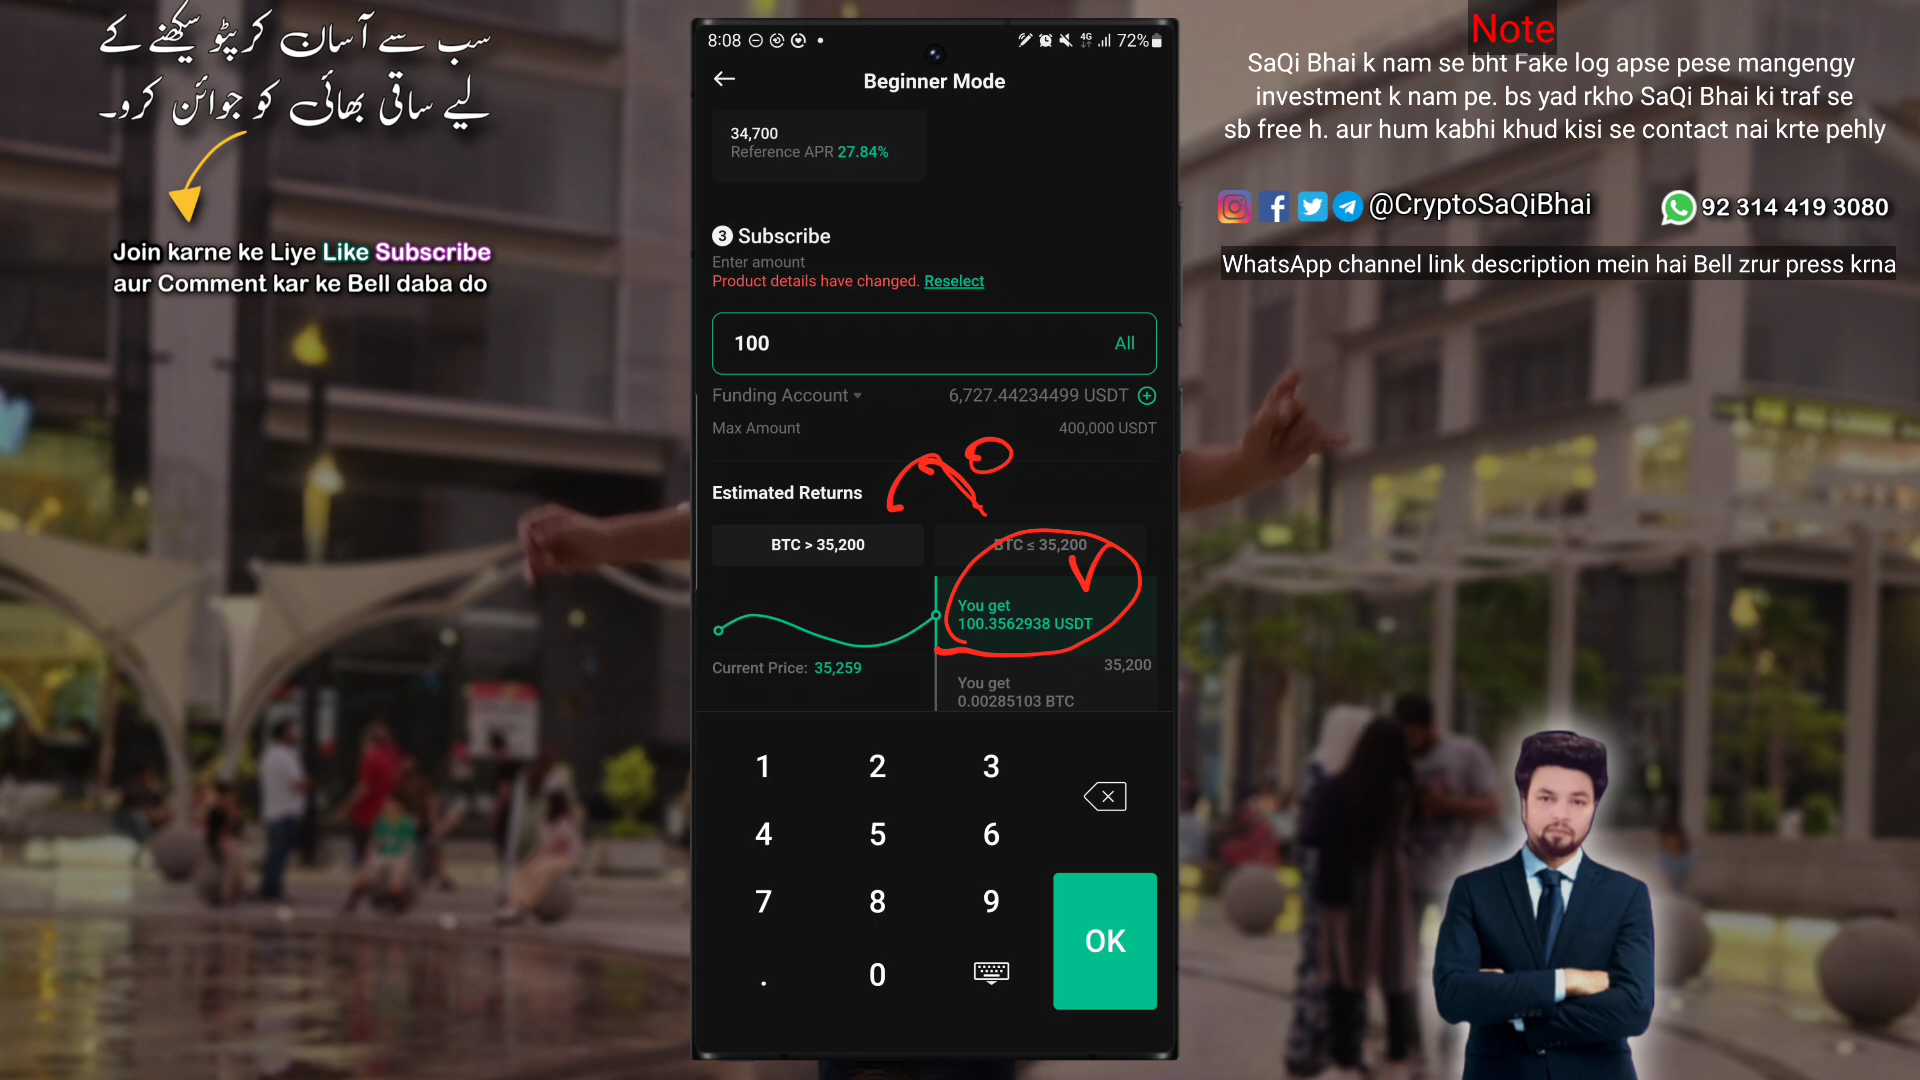 سب سے آسان کرپٹو سیکھنے کے
لیے ساقی بھائی کو جوائن کرو۔
Join karne ke Liye Like Subscribe
aur Comment kar ke Bell daba do
8:08
4G
72%
Beginner Mode
34,700
Reference APR 27.84%
3 Subscribe
Enter amount
Product details have changed. Reselect
100 All
Funding Account 6,727.44234499 USDT
Max Amount 400,000 USDT
Estimated Returns
BTC > 35,200 BTC ≤ 35,200
You get
100.3562938 USDT
Current Price: 35,259 35,200
You get
0.00285103 BTC
1 2 3
4 5 6
7 8 9
. 0
OK
Note
SaQi Bhai k nam se bht Fake log apse pese mangengy
investment k nam pe. bs yad rkho SaQi Bhai ki traf se
sb free h. aur hum kabhi khud kisi se contact nai krte pehly
@CryptoSaQiBhai 92 314 419 3080
WhatsApp channel link description mein hai Bell zrur press krna